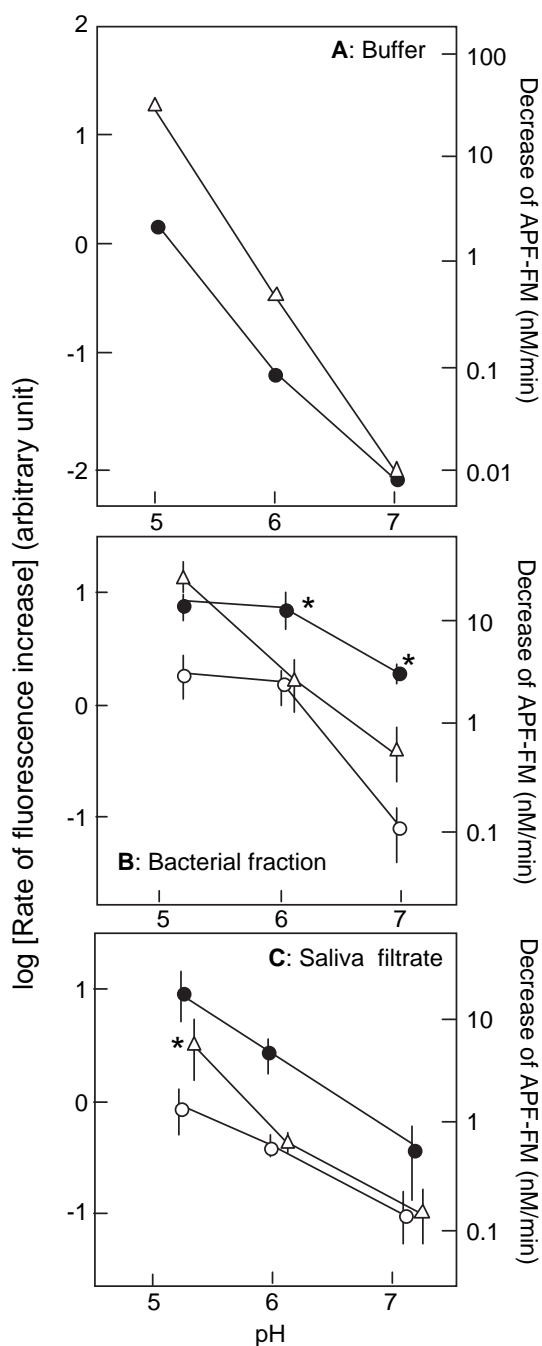 log [Rate of fluorescence increase] (arbitrary unit)
A: Buffer
2
1
0
-1
-2
100
10
1
0.1
0.01
Decrease of APF-FM (nM/min)
5 6 7
B: Bacterial fraction
1
0.0
-1
* *
10
1
0.1
Decrease of APF-FM (nM/min)
5 6 7
C: Saliva filtrate
1
0.0
-1
*
10
1
0.1
Decrease of APF-FM (nM/min)
5 6 7
pH